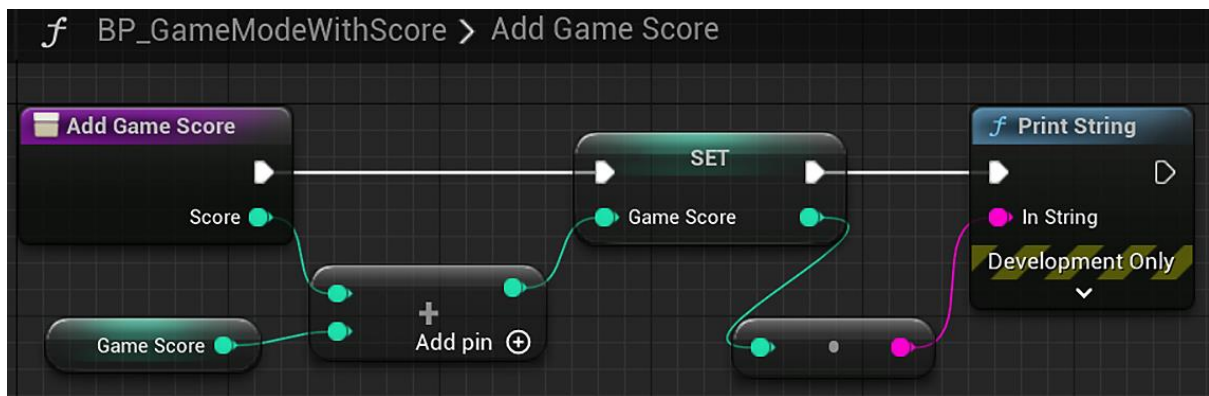 f BP_GameModeWithScore > Add Game Score
Add Game Score
SET
f Print String
Score
Game Score
In String
Development Only
+
Add pin
Game Score